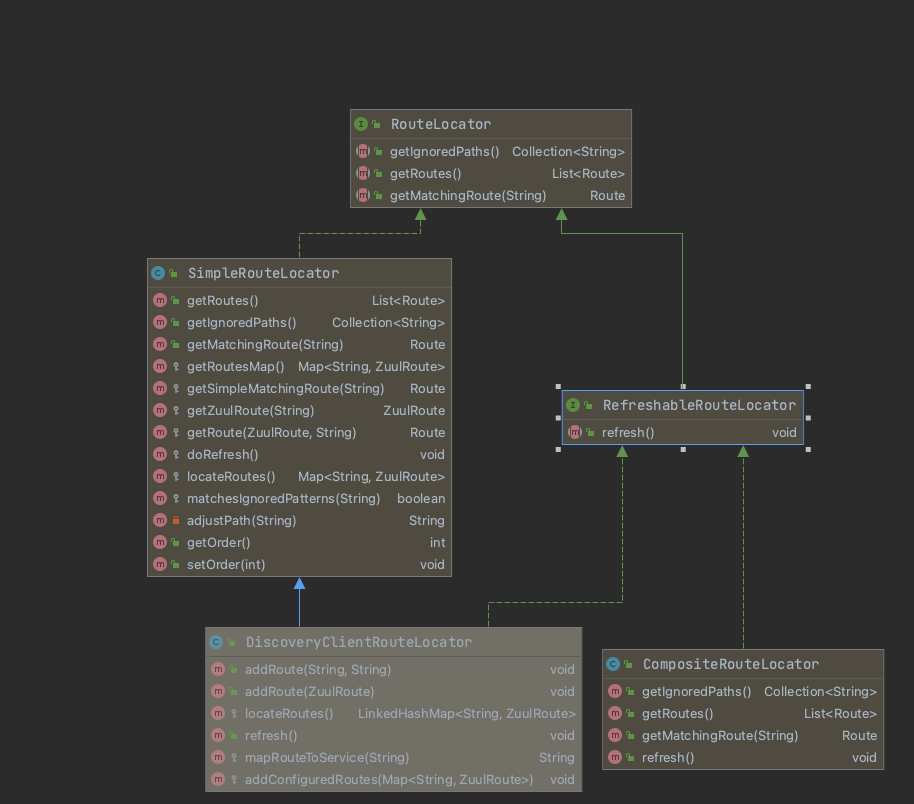 RouteLocator
getIgnoredPaths() Collection<String>
getRoutes() List<Route>
getMatchingRoute(String) Route
SimpleRouteLocator
getRoutes() List<Route>
getIgnoredPaths() Collection<String>
getMatchingRoute(String) Route
getRoutesMap() Map<String, ZuulRoute>
getSimpleMatchingRoute(String) Route
getZuulRoute(String) ZuulRoute
getRoute(ZuulRoute, String) Route
doRefresh() void
locateRoutes() Map<String, ZuulRoute>
matchesIgnoredPatterns(String) boolean
adjustPath(String) String
getOrder() int
setOrder(int) void
RefreshableRouteLocator
refresh() void
DiscoveryClientRouteLocator
addRoute(String, String) void
addRoute(ZuulRoute) void
locateRoutes() LinkedHashMap<String, ZuulRoute>
refresh() void
mapRouteToService(String) String
addConfiguredRoutes(Map<String, ZuulRoute>) void
CompositeRouteLocator
getIgnoredPaths() Collection<String>
getRoutes() List<Route>
getMatchingRoute(String) Route
refresh() void